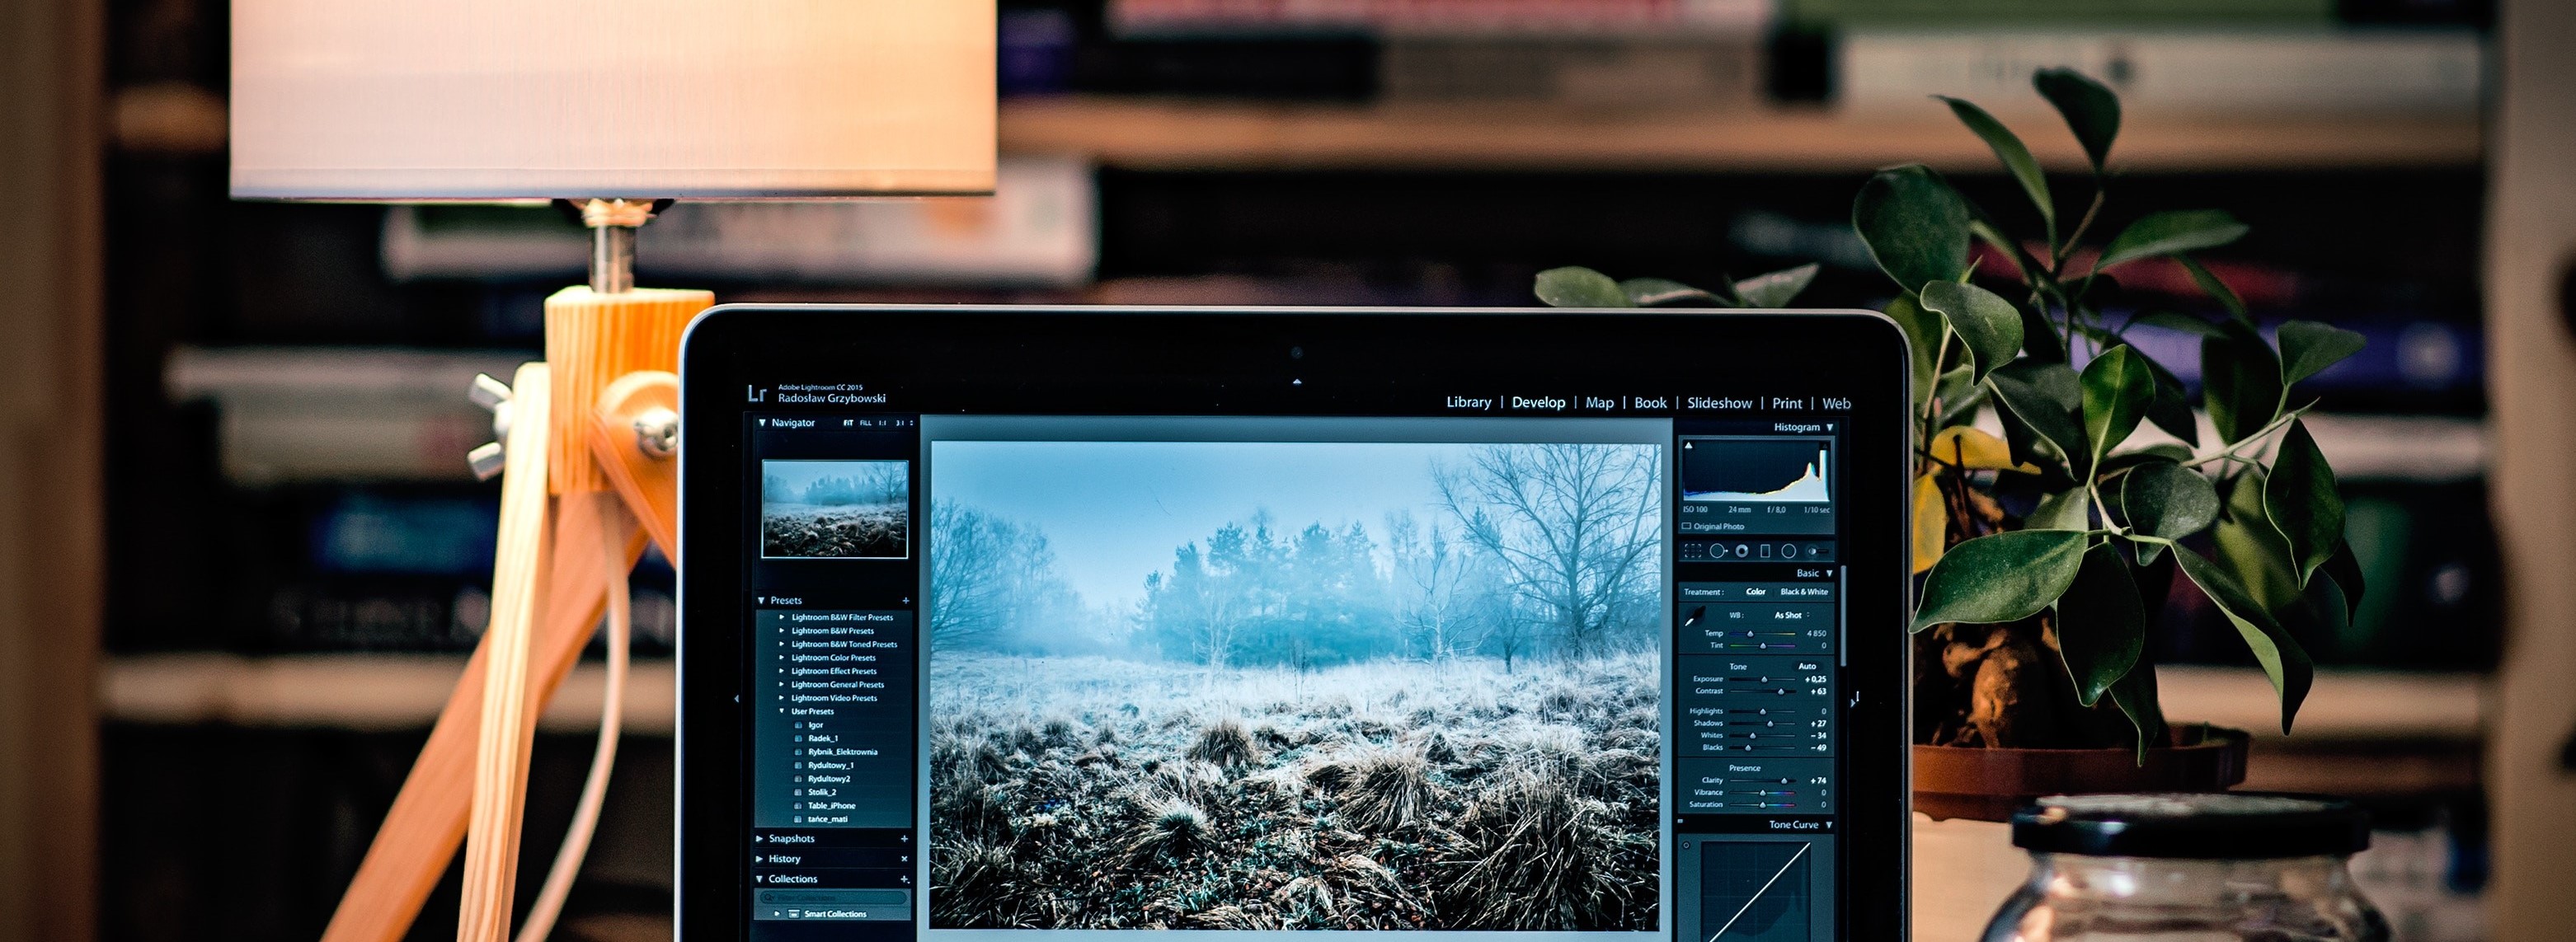 Lr
Adobe Lightroom CC 2015
Radosław Grzybowski
Library | Develop | Map | Book | Slideshow | Print | Web
Navigator FIT FILL 1:1 3:1
Presets
Lightroom B&W Filter Presets
Lightroom B&W Presets
Lightroom B&W Toned Presets
Lightroom Color Presets
Lightroom Effect Presets
Lightroom General Presets
Lightroom Video Presets
User Presets
Igor
Radek_1
Rybnik_Elektrownia
Rydułtowy_1
Rydultowy2
Stolik_2
Table_iPhone
tańce_mati
Snapshots
History
Collections
Filter Collections
Smart Collections
Histogram
ISO 100 24 mm f / 8,0 1/10 sec
Original Photo
Basic
Treatment : Color Black & White
WB : As Shot
Temp 4 850
Tint 0
Tone Auto
Exposure + 0,25
Contrast + 63
Highlights 0
Shadows + 27
Whites − 34
Blacks − 49
Presence
Clarity + 74
Vibrance 0
Saturation 0
Tone Curve